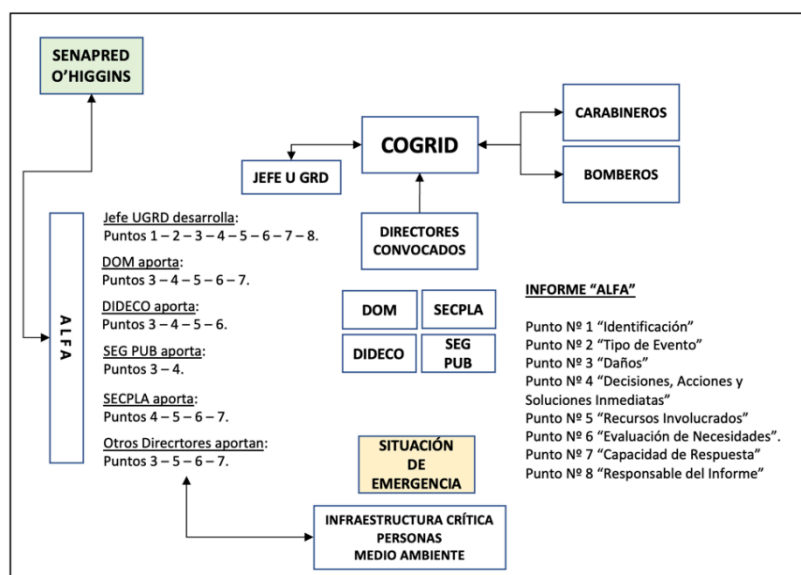 SENAPRED
O’HIGGINS
COGRID
CARABINEROS
BOMBEROS
JEFE U GRD
DIRECTORES
CONVOCADOS
ALFA
Jefe UGRD desarrolla:
Puntos 1 – 2 – 3 – 4 – 5 – 6 – 7 – 8.
DOM aporta:
Puntos 3 – 4 – 5 – 6 – 7.
DIDECO aporta:
Puntos 3 – 4 – 5 – 6.
SEG PUB aporta:
Puntos 3 – 4.
SECPLA aporta:
Puntos 4 – 5 – 6 – 7.
Otros Direcrtores aportan:
Puntos 3 – 5 – 6 – 7.
DOM
SECPLA
DIDECO
SEG
PUB
INFORME “ALFA”
Punto Nº 1 “Identificación”
Punto Nº 2 “Tipo de Evento”
Punto Nº 3 “Daños”
Punto Nº 4 “Decisiones, Acciones y
Soluciones Inmediatas”
Punto Nº 5 “Recursos Involucrados”
Punto Nº 6 “Evaluación de Necesidades”.
Punto Nº 7 “Capacidad de Respuesta”
Punto Nº 8 “Responsable del Informe”
SITUACIÓN
DE
EMERGENCIA
INFRAESTRUCTURA CRÍTICA
PERSONAS
MEDIO AMBIENTE